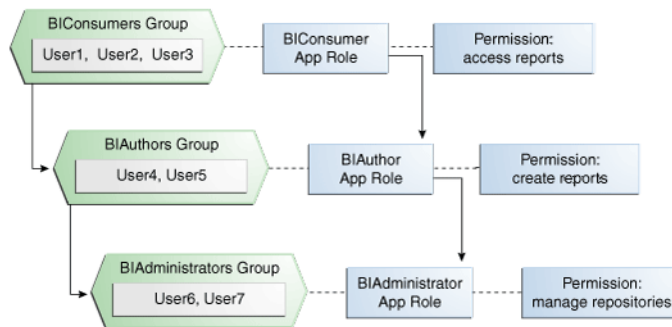 BIConsumers Group
User1, User2, User3
BIConsumer
App Role
Permission:
access reports
BIAuthors Group
User4, User5
BIAuthor
App Role
Permission:
create reports
BIAdministrators Group
User6, User7
BIAdministrator
App Role
Permission:
manage repositories